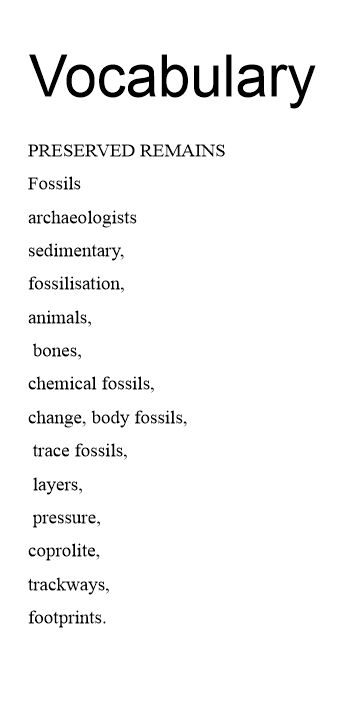 Vocabulary
PRESERVED REMAINS
Fossils
archaeologists
sedimentary,
fossilisation,
animals,
bones,
chemical fossils,
change, body fossils,
trace fossils,
layers,
pressure,
coprolite,
trackways,
footprints.